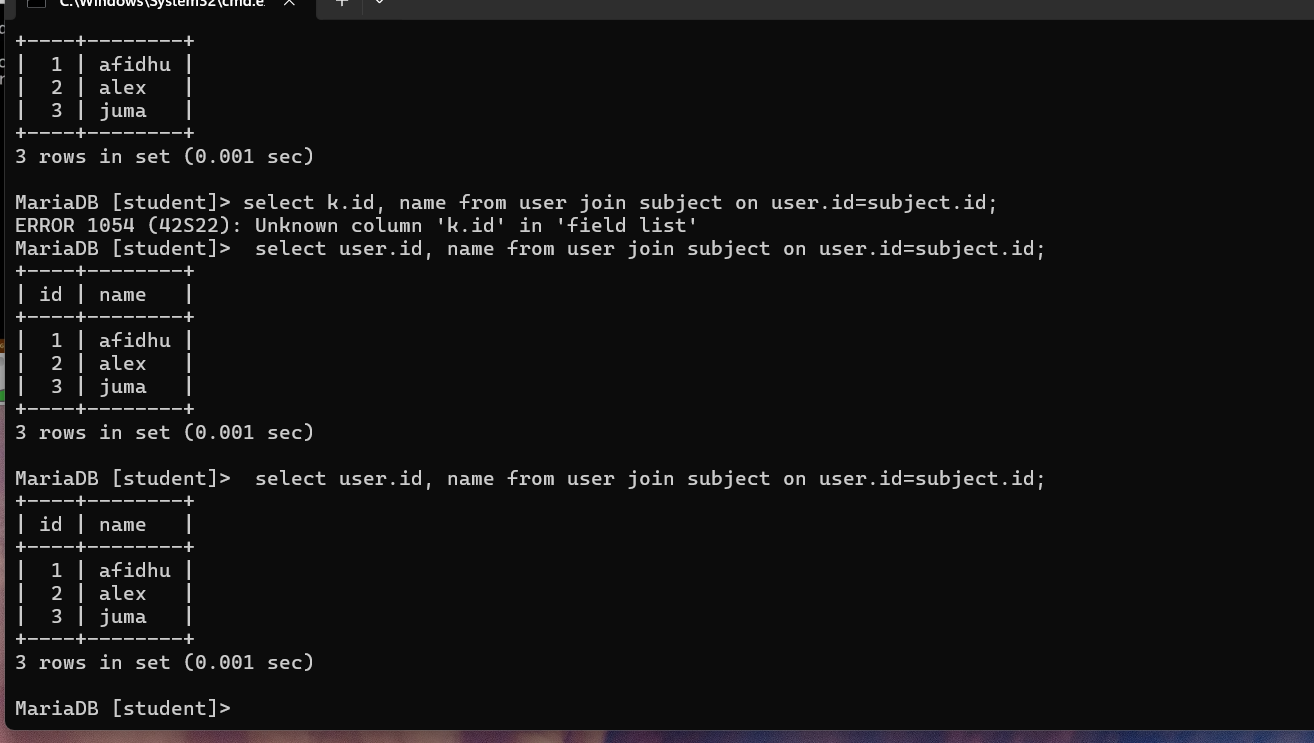 C:\Windows\System32\cmd.e
+----+--------+
|  1 | afidhu |
|  2 | alex   |
|  3 | juma   |
+----+--------+
3 rows in set (0.001 sec)
MariaDB [student]> select k.id, name from user join subject on user.id=subject.id;
ERROR 1054 (42S22): Unknown column 'k.id' in 'field list'
MariaDB [student]>  select user.id, name from user join subject on user.id=subject.id;
+----+--------+
| id | name   |
+----+--------+
|  1 | afidhu |
|  2 | alex   |
|  3 | juma   |
+----+--------+
3 rows in set (0.001 sec)
MariaDB [student]>  select user.id, name from user join subject on user.id=subject.id;
+----+--------+
| id | name   |
+----+--------+
|  1 | afidhu |
|  2 | alex   |
|  3 | juma   |
+----+--------+
3 rows in set (0.001 sec)
MariaDB [student]>